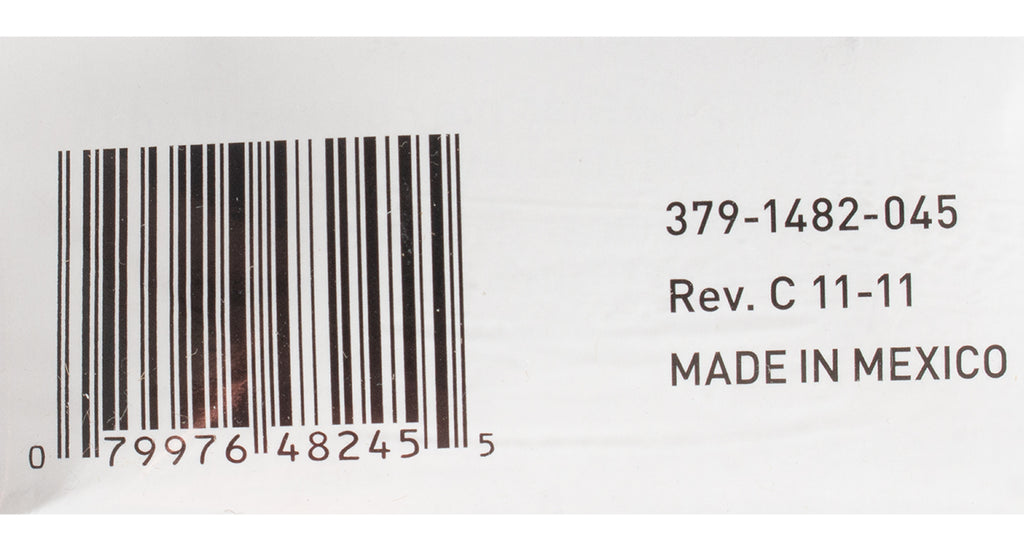 0 79976 48245 5
379-1482-045
Rev. C 11-11
MADE IN MEXICO